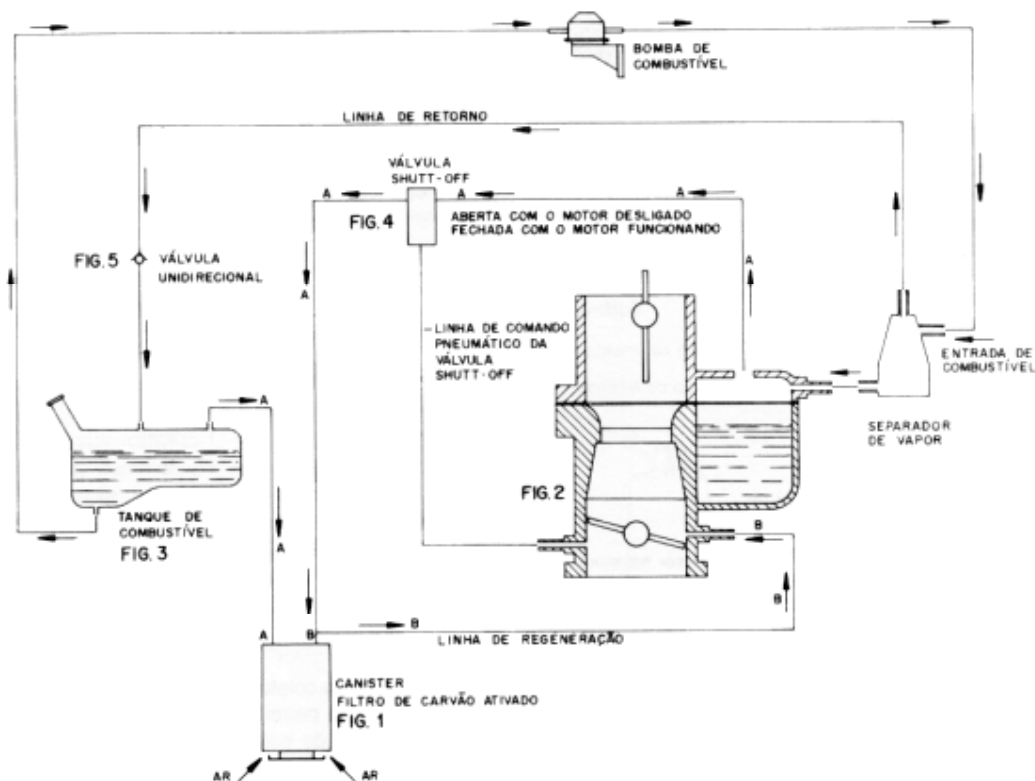 BOMBA DE
COMBUSTÍVEL
LINHA DE RETORNO
VÁLVULA
SHUTT-OFF
A
A
A
FIG. 4
ABERTA COM O MOTOR DESLIGADO
FECHADA COM O MOTOR FUNCIONANDO
FIG. 5
VÁLVULA
UNIDIRECIONAL
A
A
LINHA DE COMANDO
PNEUMÁTICO DA
VÁLVULA
SHUTT-OFF
ENTRADA DE
COMBUSTÍVEL
A
SEPARADOR
DE VAPOR
FIG. 2
TANQUE DE
COMBUSTÍVEL
FIG. 3
A
B
B
A
B
B
LINHA DE REGENERAÇÃO
CANISTER
FILTRO DE CARVÃO ATIVADO
FIG. 1
AR
AR